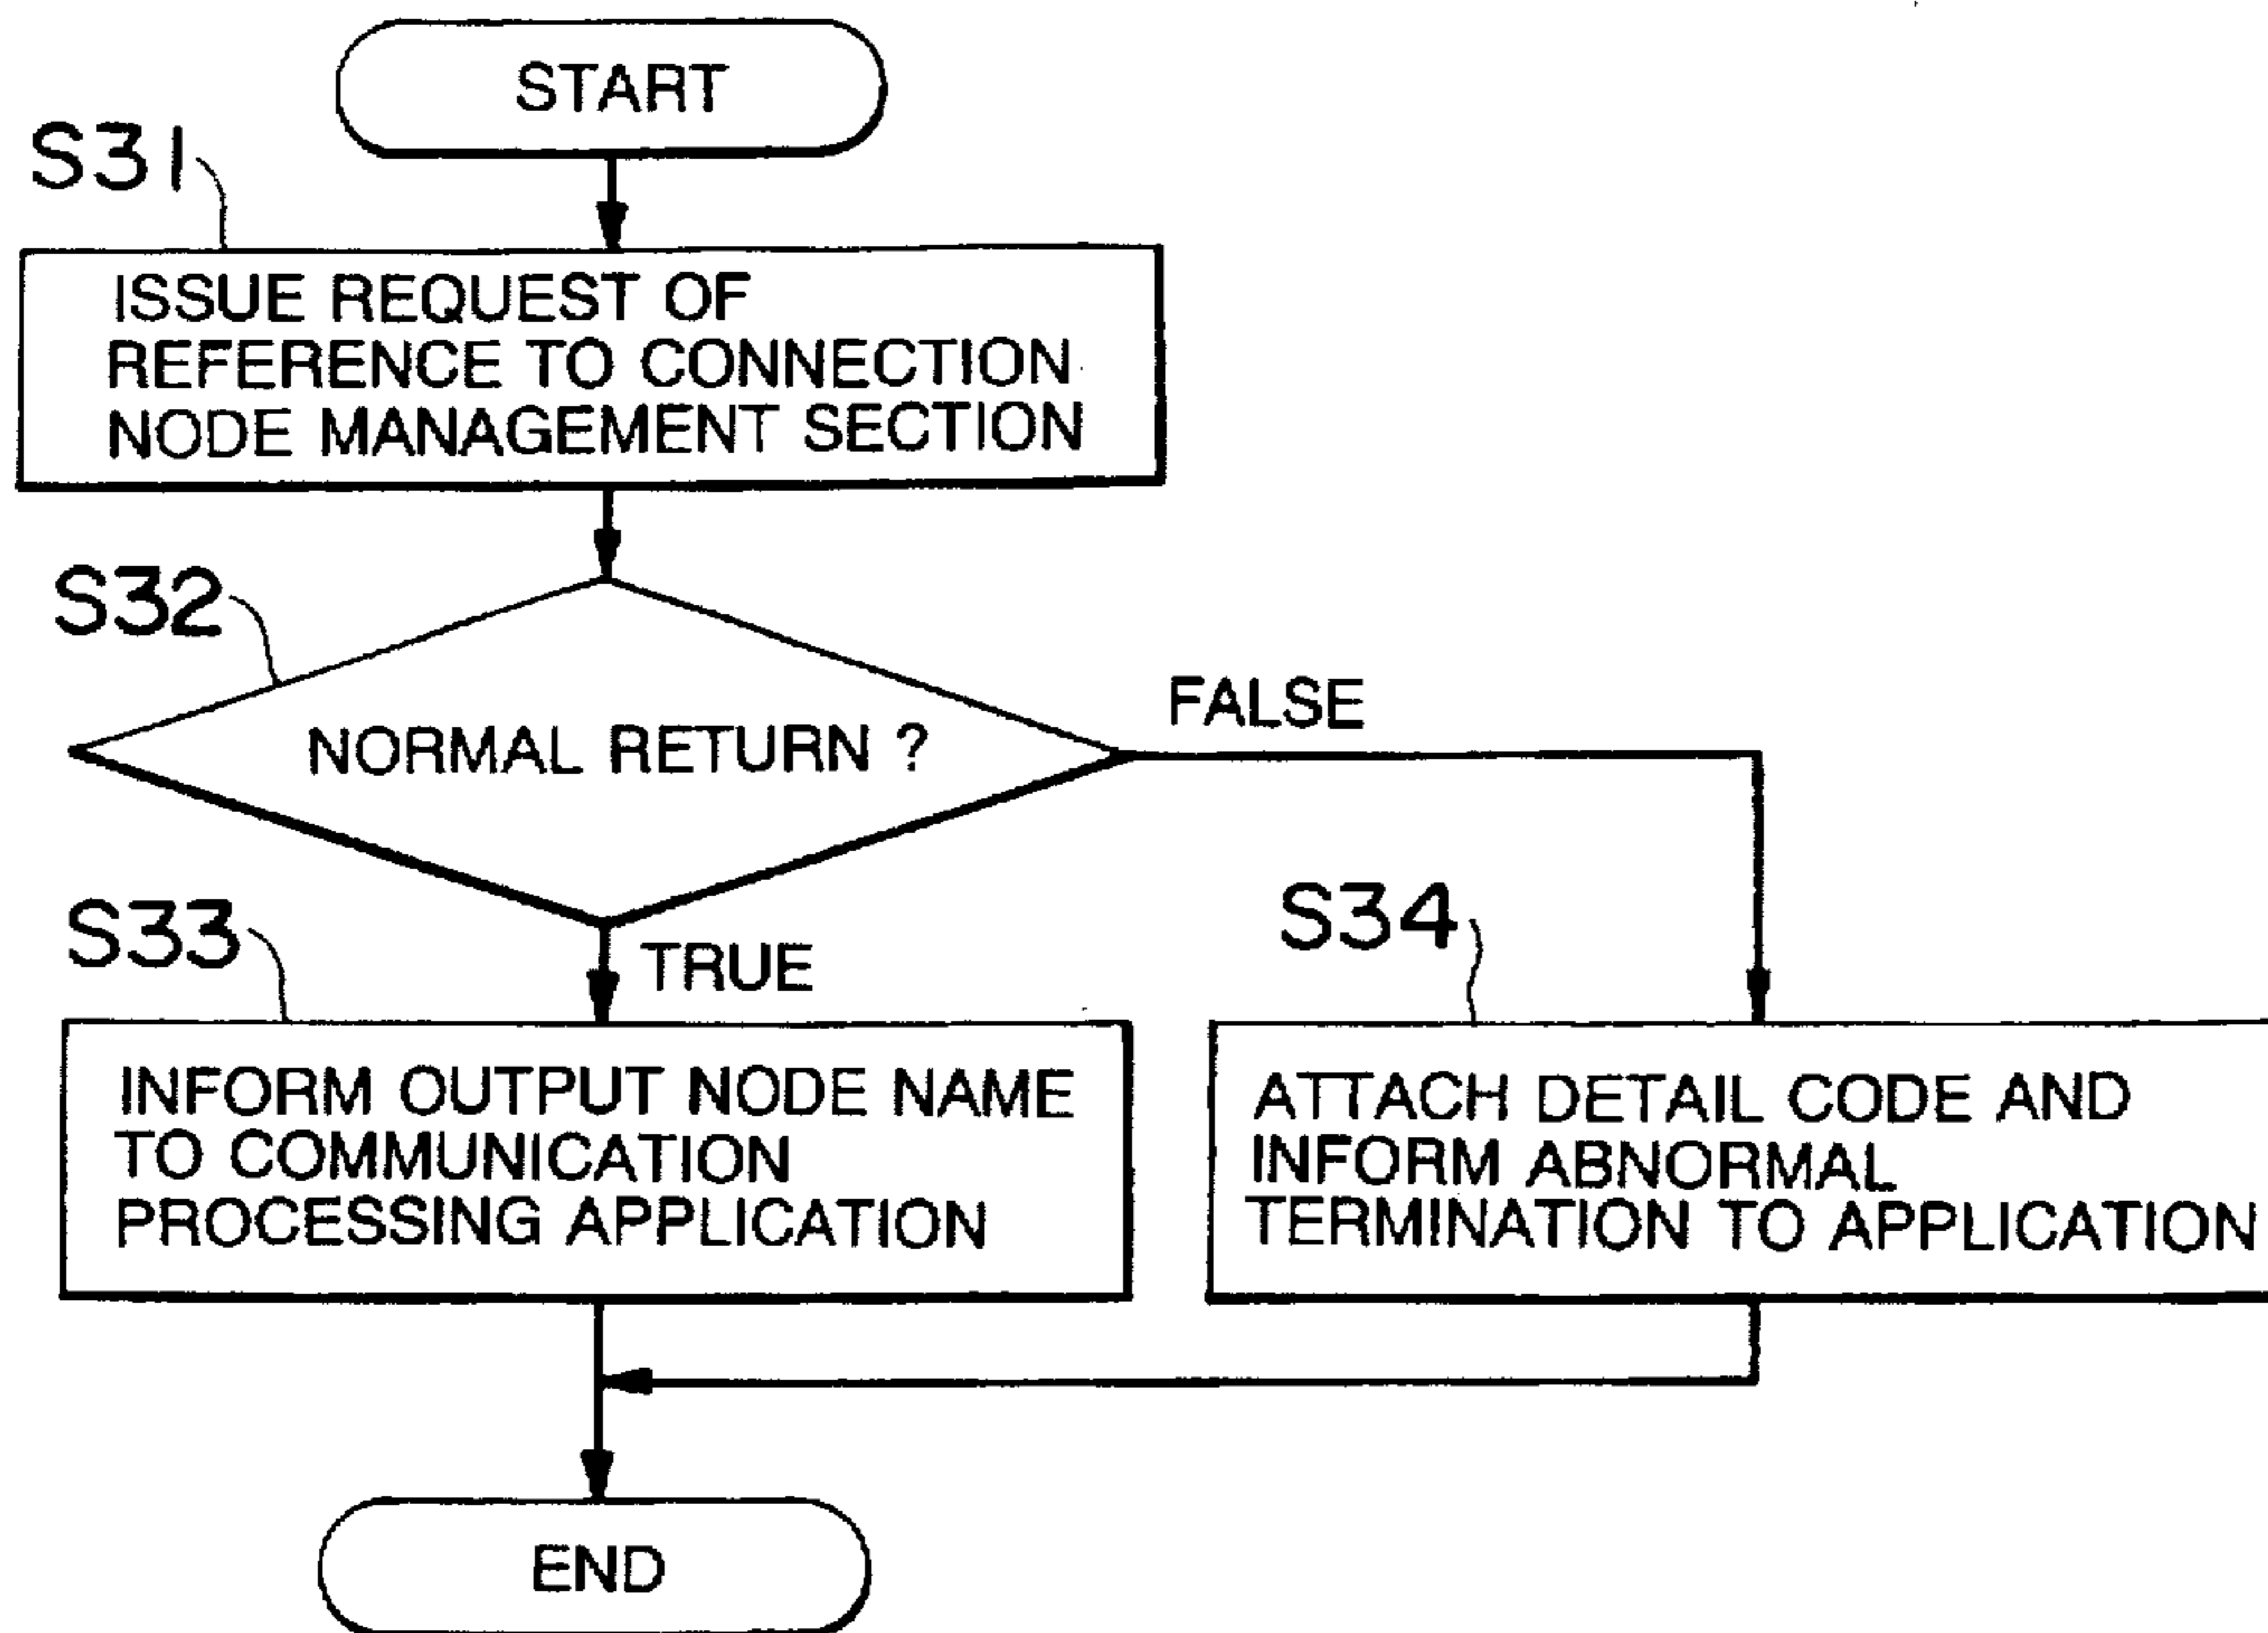 START
S31
ISSUE REQUEST OF
REFERENCE TO CONNECTION
NODE MANAGEMENT SECTION
S32
NORMAL RETURN ?
FALSE
TRUE
S33
INFORM OUTPUT NODE NAME
TO COMMUNICATION
PROCESSING APPLICATION
S34
ATTACH DETAIL CODE AND
INFORM ABNORMAL
TERMINATION TO APPLICATION
END